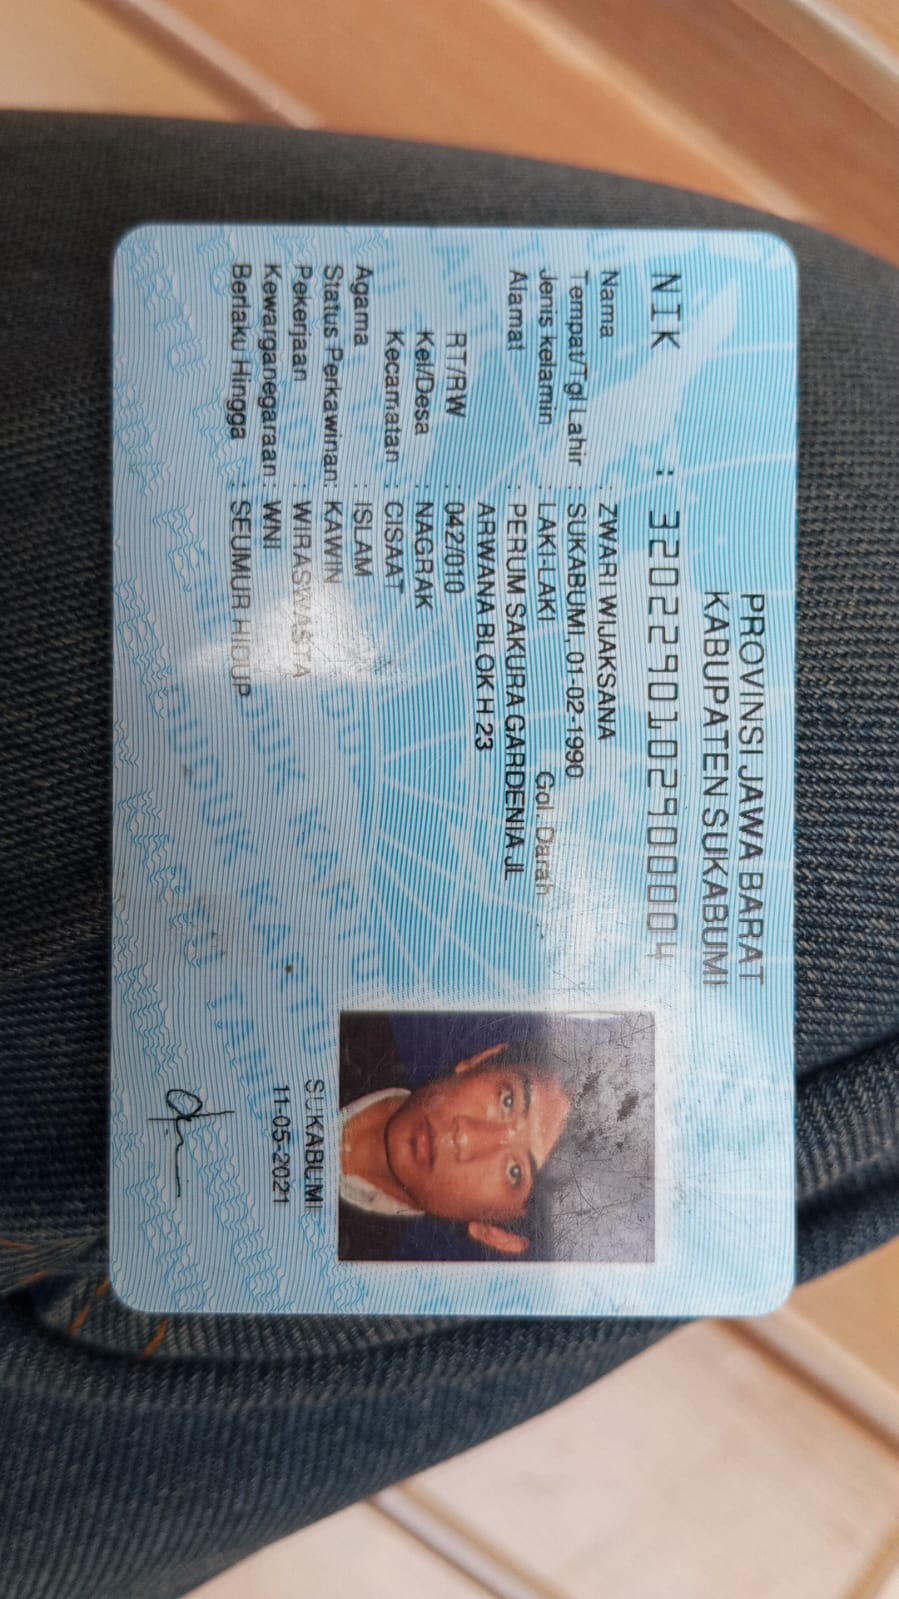 PROVINSI JAWA BARAT
KABUPATEN SUKABUMI
NIK : 3202290102900004
Nama : ZWARI WIJAKSANA
Tempat/Tgl Lahir : SUKABUMI, 01-02-1990
Jenis kelamin : LAKI-LAKI Gol. Darah :
Alamat : PERUM SAKURA GARDENIA JL
ARWANA BLOK H 23
RT/RW : 042/010
Kel/Desa : NAGRAK
Kecamatan : CISAAT
Agama : ISLAM
Status Perkawinan: KAWIN
Pekerjaan : WIRASWASTA
Kewarganegaraan : WNI
Berlaku Hingga : SEUMUR HIDUP
SUKABUMI
11-05-2021